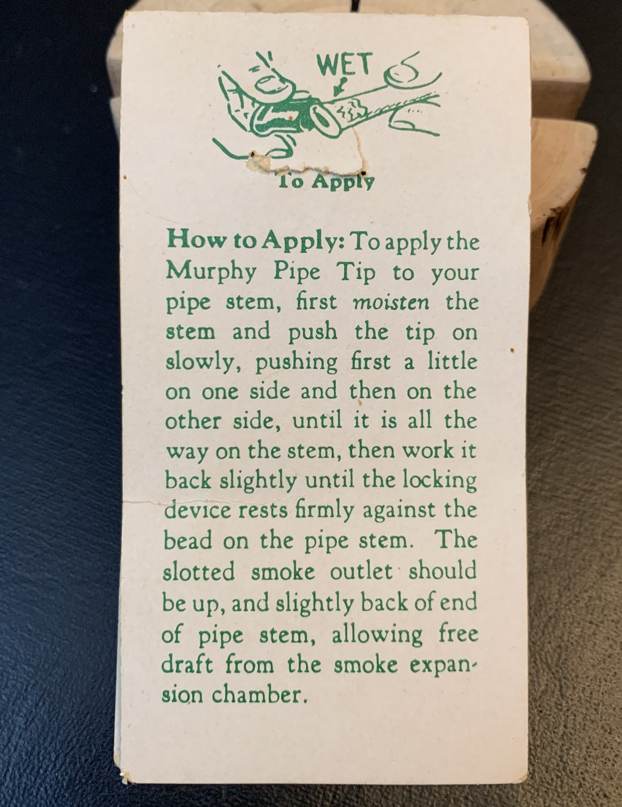 WET
To Apply
How to Apply: To apply the
Murphy Pipe Tip to your
pipe stem, first moisten the
stem and push the tip on
slowly, pushing first a little
on one side and then on the
other side, until it is all the
way on the stem, then work it
back slightly until the locking
device rests firmly against the
bead on the pipe stem. The
slotted smoke outlet should
be up, and slightly back of end
of pipe stem, allowing free
draft from the smoke expan-
sion chamber.